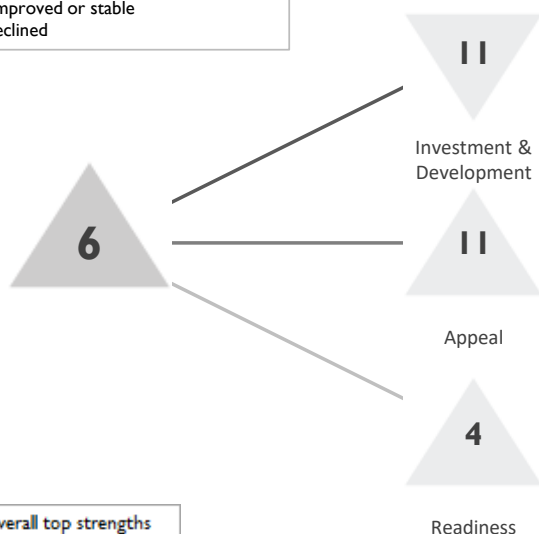 mproved or stable
eclined
11
Investment &
Development
6
11
Appeal
4
Readiness
verall top strengths